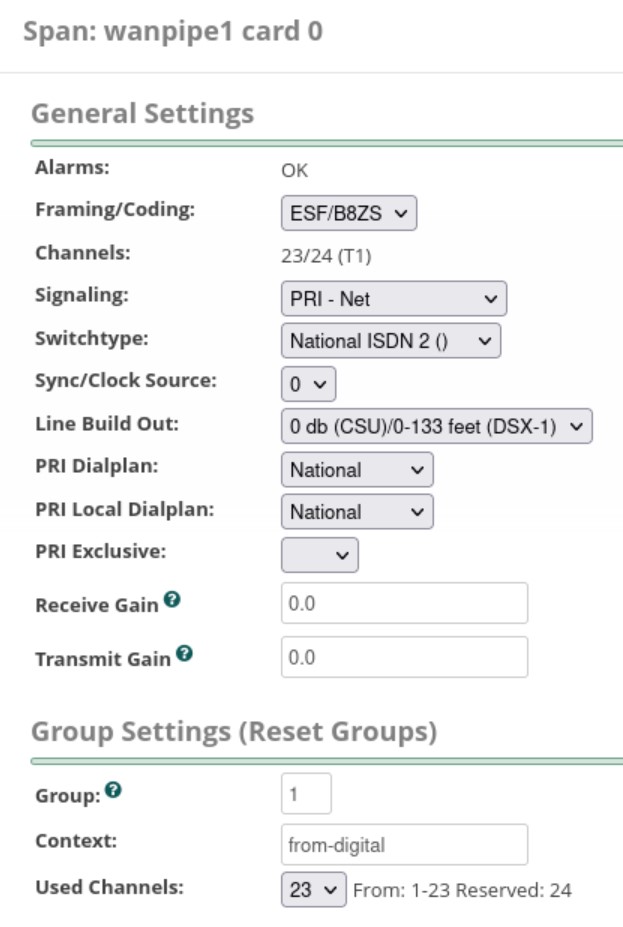 Span: wanpipe1 card 0
General Settings
Alarms: OK
Framing/Coding: ESF/B8ZS
Channels: 23/24 (T1)
Signaling: PRI - Net
Switchtype: National ISDN 2 ()
Sync/Clock Source: 0
Line Build Out: 0 db (CSU)/0-133 feet (DSX-1)
PRI Dialplan: National
PRI Local Dialplan: National
PRI Exclusive:
Receive Gain ? 0.0
Transmit Gain ? 0.0
Group Settings (Reset Groups)
Group: ? 1
Context: from-digital
Used Channels: 23 From: 1-23 Reserved: 24